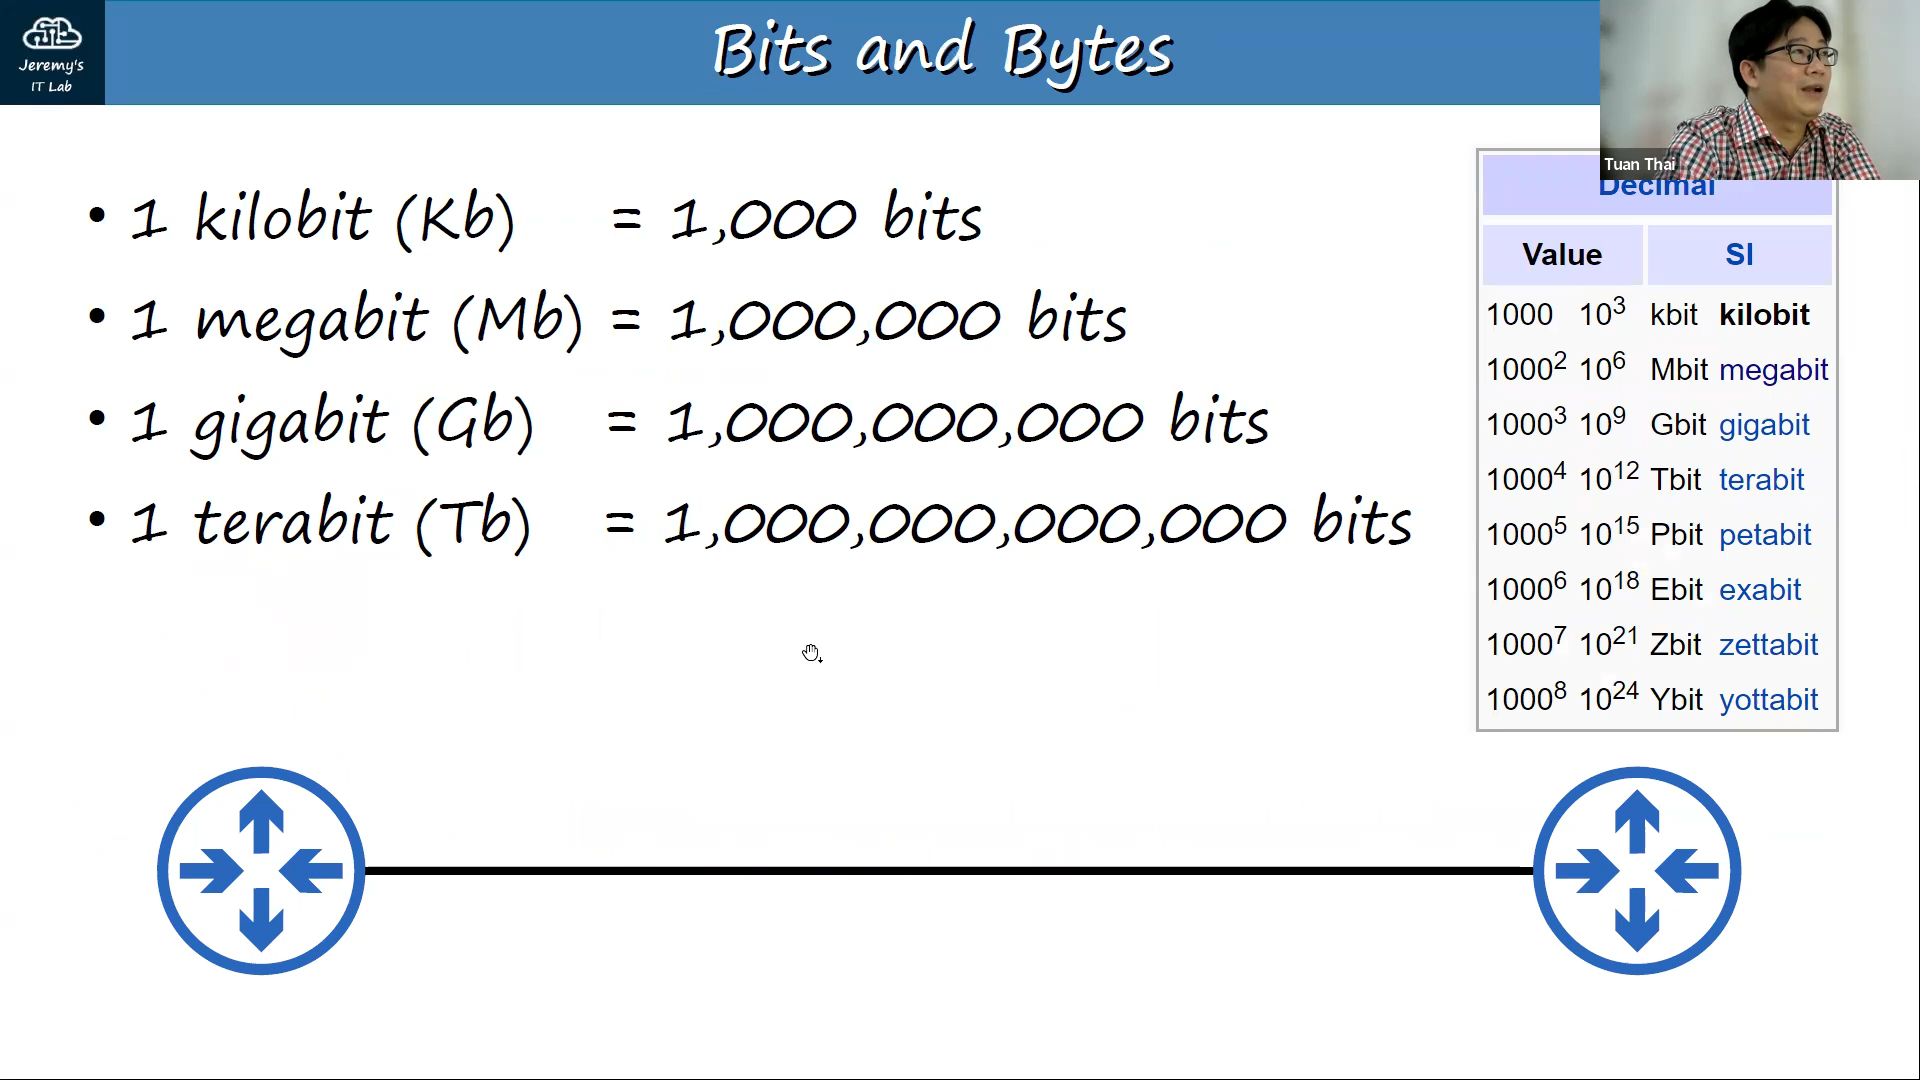 Jeremy's
IT Lab
Bits and Bytes
Tuan Thai
• 1 kilobit (Kb) = 1,000 bits
• 1 megabit (Mb) = 1,000,000 bits
• 1 gigabit (Gb) = 1,000,000,000 bits
• 1 terabit (Tb) = 1,000,000,000,000 bits
Decimal
Value SI
1000 10³ kbit kilobit
1000² 10⁶ Mbit megabit
1000³ 10⁹ Gbit gigabit
1000⁴ 10¹² Tbit terabit
1000⁵ 10¹⁵ Pbit petabit
1000⁶ 10¹⁸ Ebit exabit
1000⁷ 10²¹ Zbit zettabit
1000⁸ 10²⁴ Ybit yottabit